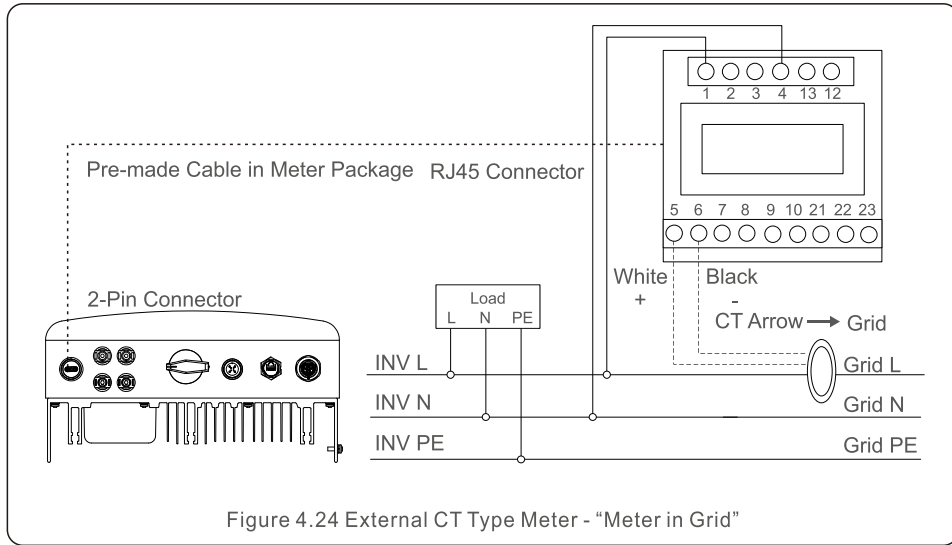 1 2 3 4 13 12
Pre-made Cable in Meter Package RJ45 Connector
5 6 7 8 9 10 21 22 23
White Black
+ -
2-Pin Connector
Load
L N PE
CT Arrow Grid
INV L Grid L
INV N Grid N
INV PE Grid PE
Figure 4.24 External CT Type Meter - “Meter in Grid”